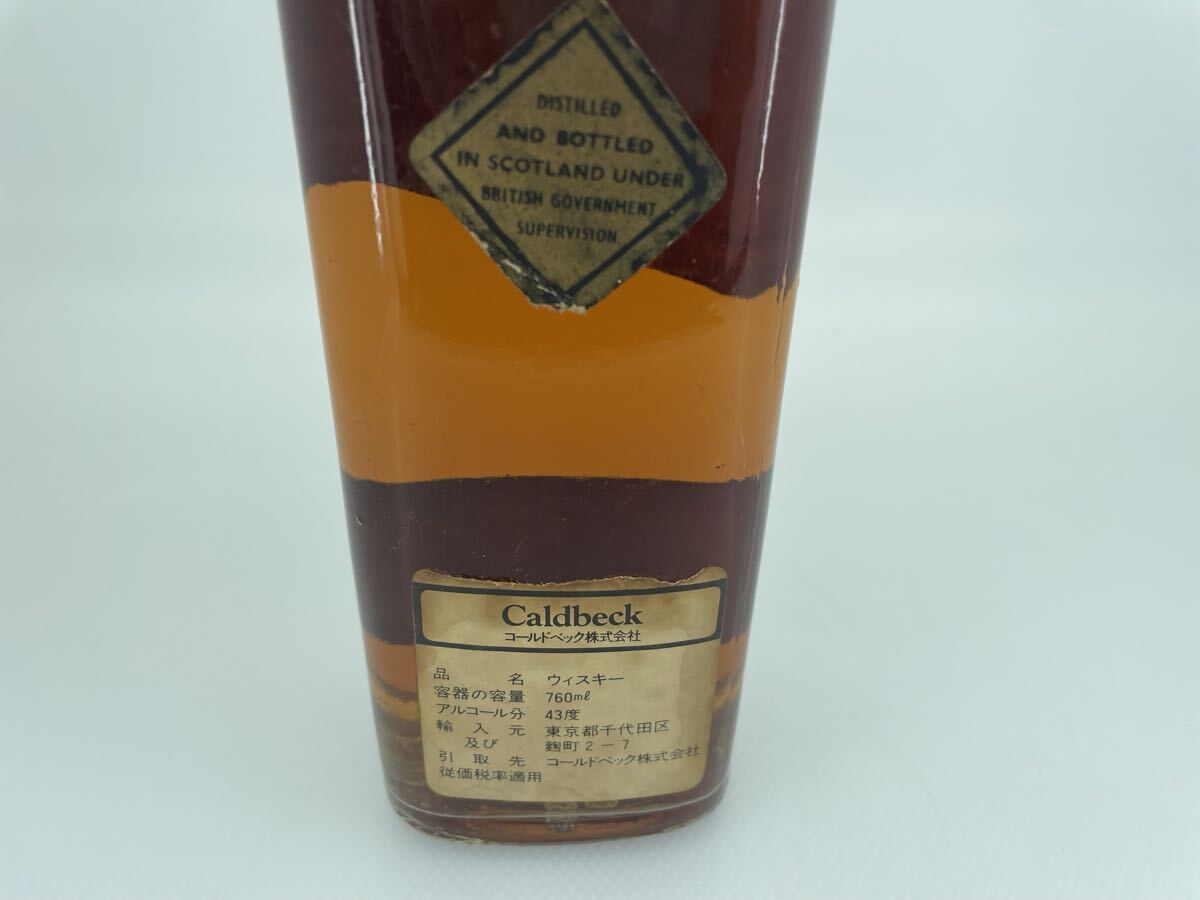 DISTILLED
AND BOTTLED
IN SCOTLAND UNDER
BRITISH GOVERNMENT
SUPERVISION
Caldbeck
コールドベック株式会社
品 名 ウィスキー
容器の容量 760mℓ
アルコール分 43度
輸入元 東京都千代田区
及び 麹町2-7
引取先 コールドベック株式会社
従価税率適用